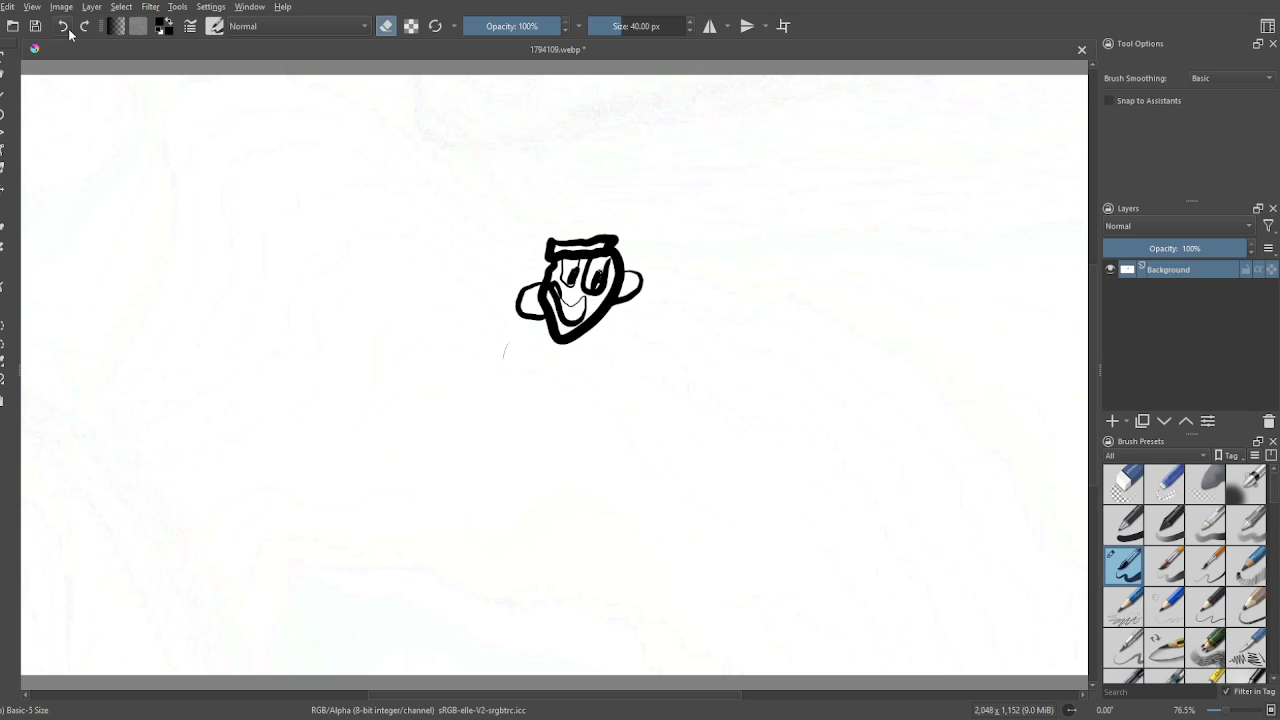 Edit View Image Layer Select Filter Tools Settings Window Help
Normal Opacity: 100% Size: 40.00 px
1794109.webp *
Tool Options
Brush Smoothing: Basic
Snap to Assistants
Layers
Normal
Opacity: 100%
Background
Brush Presets
All Tag
Search Filter in Tag
) Basic-5 Size RGB/Alpha (8-bit integer/channel) sRGB-elle-V2-srgbtrc.icc 2,048 x 1,152 (9.0 MiB) 0.00° 76.5%